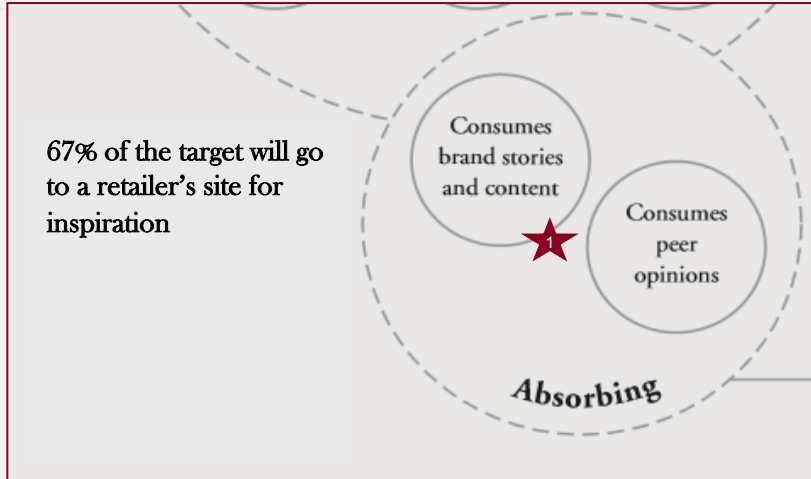 67% of the target will go
to a retailer’s site for
inspiration
Consumes
brand stories
and content
1
Consumes
peer
opinions
Absorbing